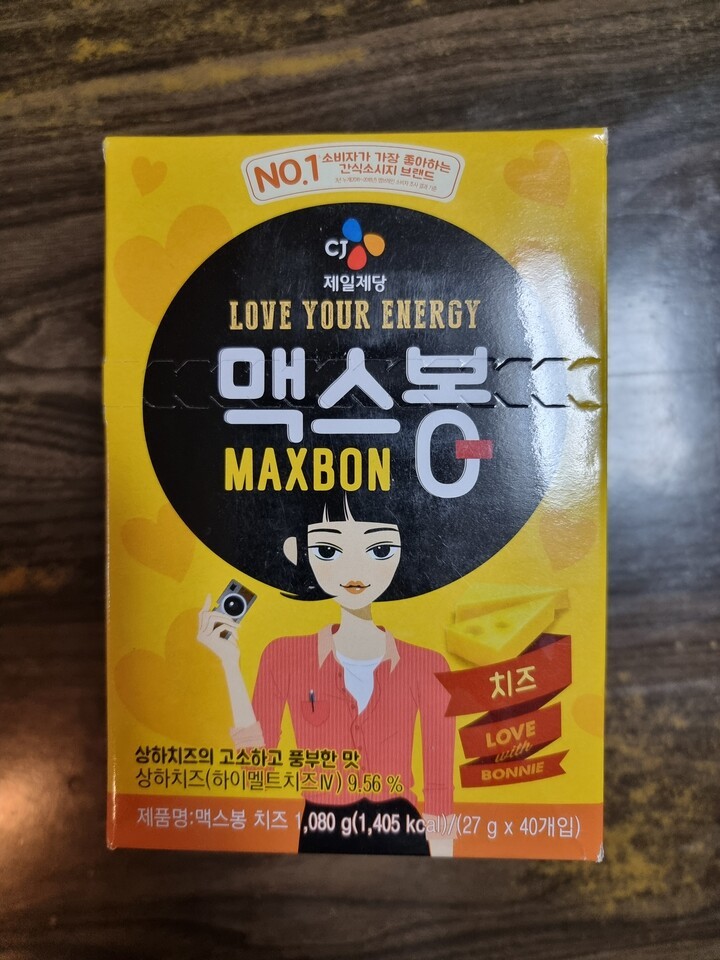 NO.1 소비자가 가장 좋아하는
간식소시지 브랜드
CJ
제일제당
LOVE YOUR ENERGY
맥스봉
MAXBON
치즈
LOVE
with
BONNIE
상하치즈의 고소하고 풍부한 맛
상하치즈(하이멜트치즈Ⅳ) 9.56 %
제품명:맥스봉 치즈 1,080 g(1,405 kcal)/(27 g x 40개입)